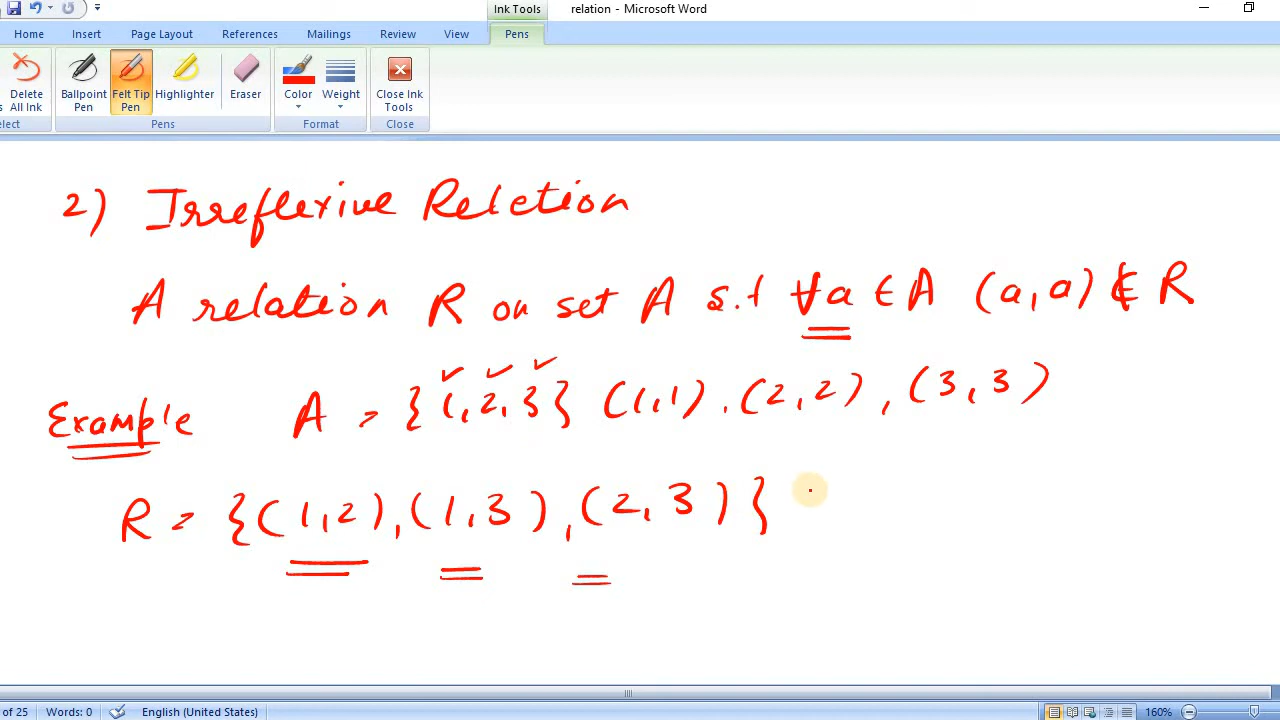 Ink Tools
relation - Microsoft Word
Home Insert Page Layout References Mailings Review View Pens
Delete All Ink
Ballpoint Pen
Felt Tip Pen
Highlighter
Eraser
Color
Weight
Close Ink Tools
lect Pens Format Close
2) Irreflexive Reletion
A relation R on set A s.t ∀a ∈ A (a,a) ∉ R
Example A = {1,2,3} (1,1), (2,2), (3,3)
R = {(1,2),(1,3),(2,3)}
of 25 Words: 0 English (United States) 160%